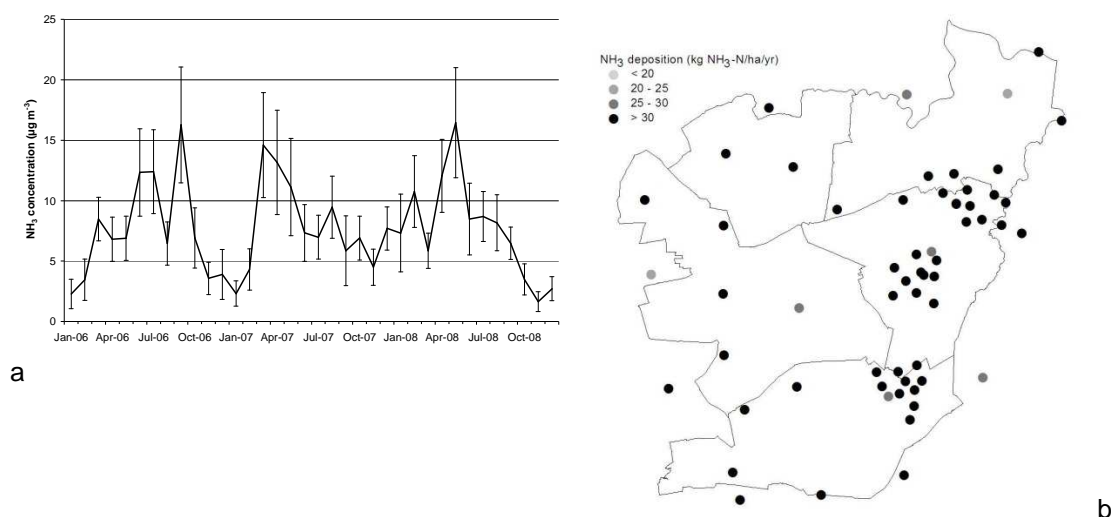 25
20
15
10
5
0
NH₃ concentration (µg m⁻³)
Jan-06 Apr-06 Jul-06 Oct-06 Jan-07 Apr-07 Jul-07 Oct-07 Jan-08 Apr-08 Jul-08 Oct-08
a
NH₃ deposition (kg NH₃-N/ha/yr)
< 20
20 - 25
25 - 30
> 30
b